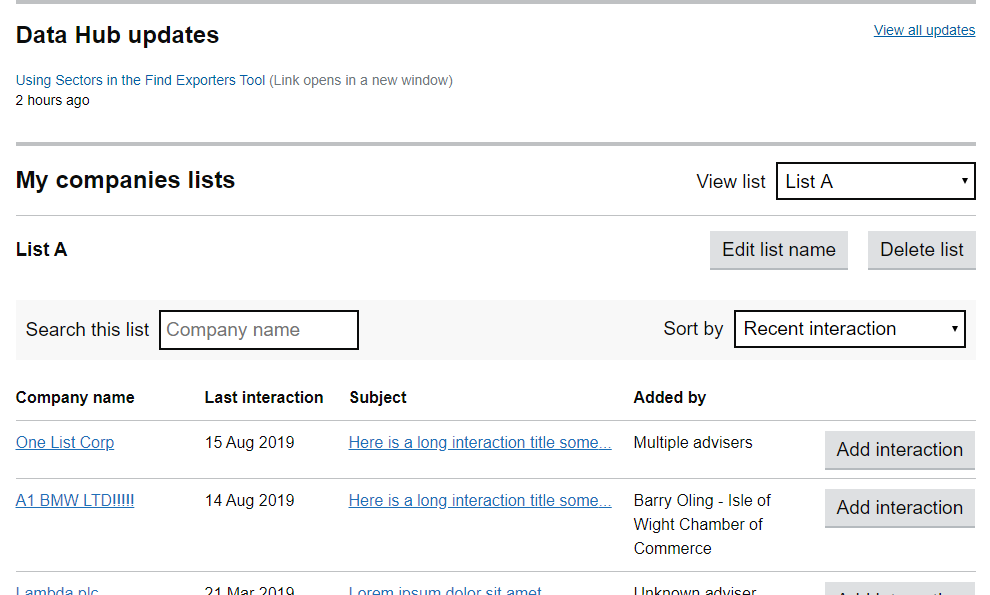 Data Hub updates
View all updates
Using Sectors in the Find Exporters Tool (Link opens in a new window)
2 hours ago
My companies lists
View list List A
List A
Edit list name Delete list
Search this list Company name Sort by Recent interaction
Company name Last interaction Subject Added by
One List Corp 15 Aug 2019 Here is a long interaction title some... Multiple advisers Add interaction
A1 BMW LTD!!!!! 14 Aug 2019 Here is a long interaction title some... Barry Oling - Isle of Add interaction
Wight Chamber of
Commerce
Lambda plc 21 Mar 2019 Lorem ipsum dolor sit amet Unknown adviser Add interaction